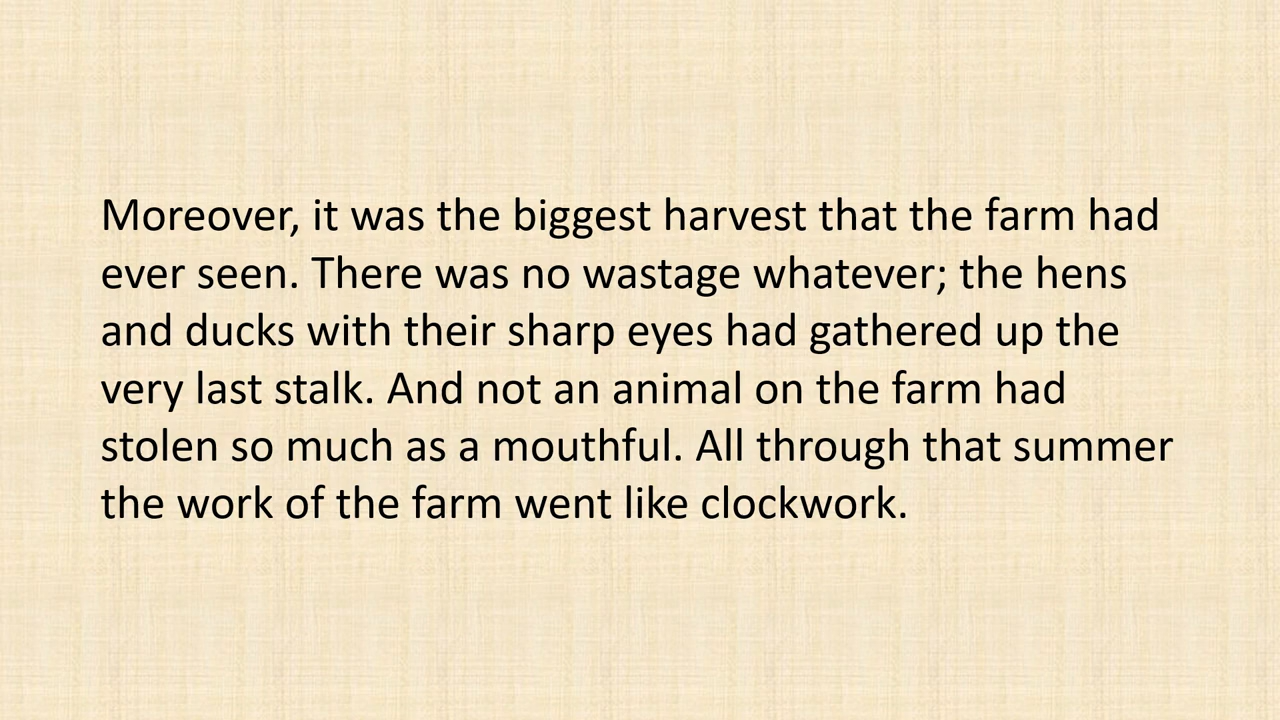 Moreover, it was the biggest harvest that the farm had
ever seen. There was no wastage whatever; the hens
and ducks with their sharp eyes had gathered up the
very last stalk. And not an animal on the farm had
stolen so much as a mouthful. All through that summer
the work of the farm went like clockwork.